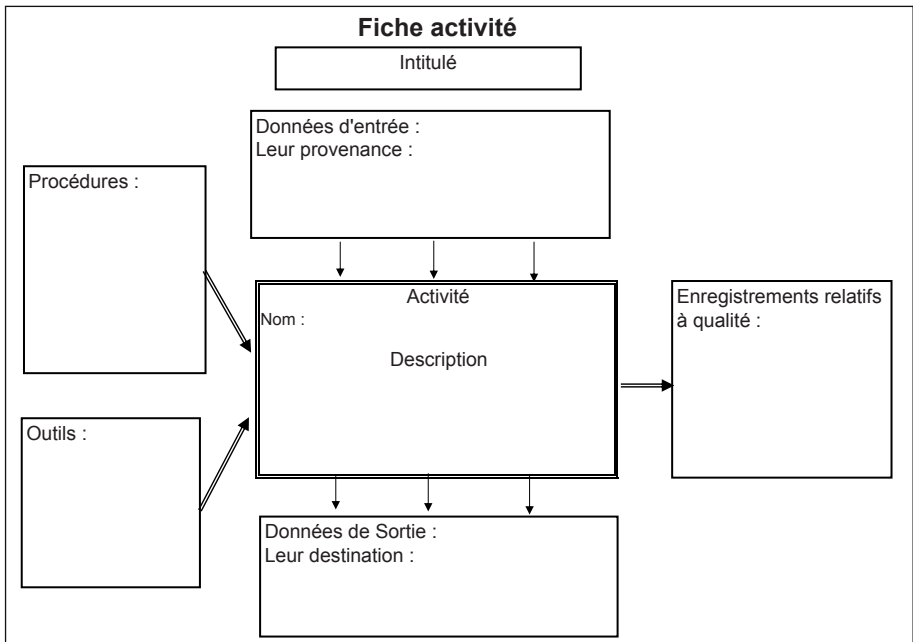 Fiche activité
Intitulé
Données d'entrée :
Leur provenance :
Procédures :
Activité
Nom :
Description
Enregistrements relatifs
à qualité :
Outils :
Données de Sortie :
Leur destination :